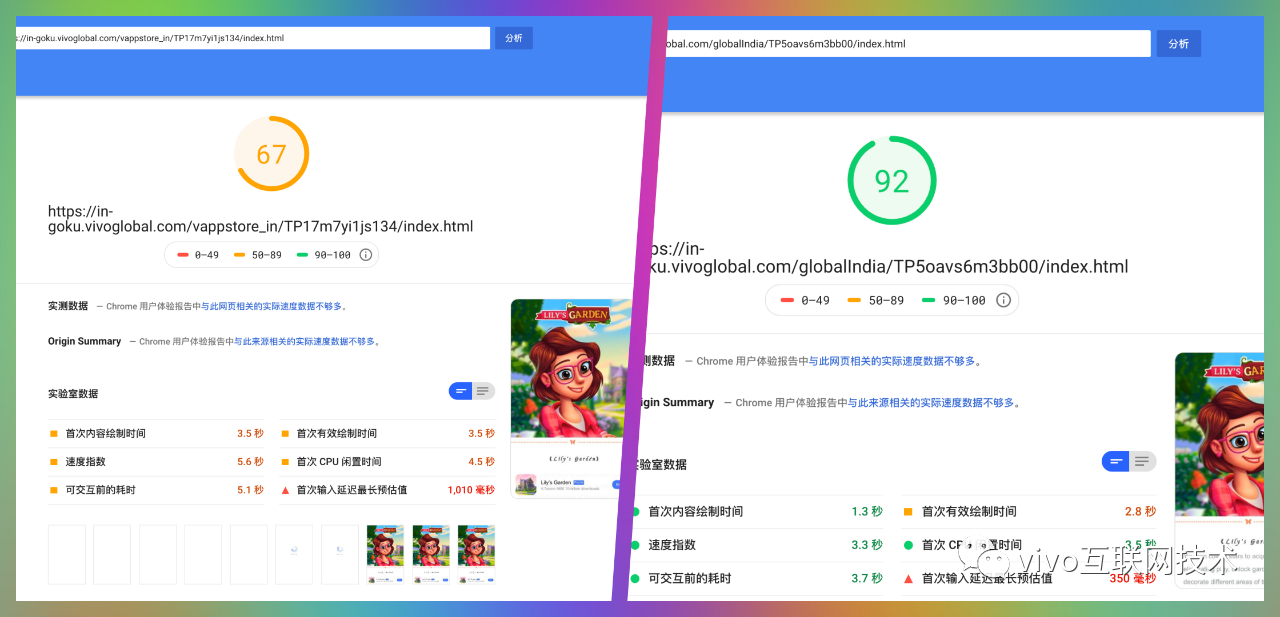 s://in-goku.vivoglobal.com/vappstore_in/TP17m7yi1js134/index.html
分析
67
https://in-
goku.vivoglobal.com/vappstore_in/TP17m7yi1js134/index.html
0–49 50–89 90–100
实测数据 — Chrome 用户体验报告中与此网页相关的实际速度数据不够多。
Origin Summary — Chrome 用户体验报告中与此来源相关的实际速度数据不够多。
实验室数据
首次内容绘制时间 3.5 秒
首次有效绘制时间 3.5 秒
速度指数 5.6 秒
首次 CPU 闲置时间 4.5 秒
可交互前的耗时 5.1 秒
首次输入延迟最长预估值 1,010 毫秒
LILY'S GARDEN
《Lily's Garden》
Lily's Garden
obal.com/globalIndia/TP5oavs6m3bb00/index.html
分析
92
ps://in-
ku.vivoglobal.com/globalIndia/TP5oavs6m3bb00/index.html
0–49 50–89 90–100
测数据 — Chrome 用户体验报告中与此网页相关的实际速度数据不够多。
igin Summary — Chrome 用户体验报告中与此来源相关的实际速度数据不够多。
验室数据
首次内容绘制时间 1.3 秒
首次有效绘制时间 2.8 秒
速度指数 3.3 秒
首次 CPU 闲置时间 3.5 秒
可交互前的耗时 3.7 秒
首次输入延迟最长预估值 350 毫秒
LILY'S GAR
《Lily's Gard
decorate different areas of t
vivo互联网技术